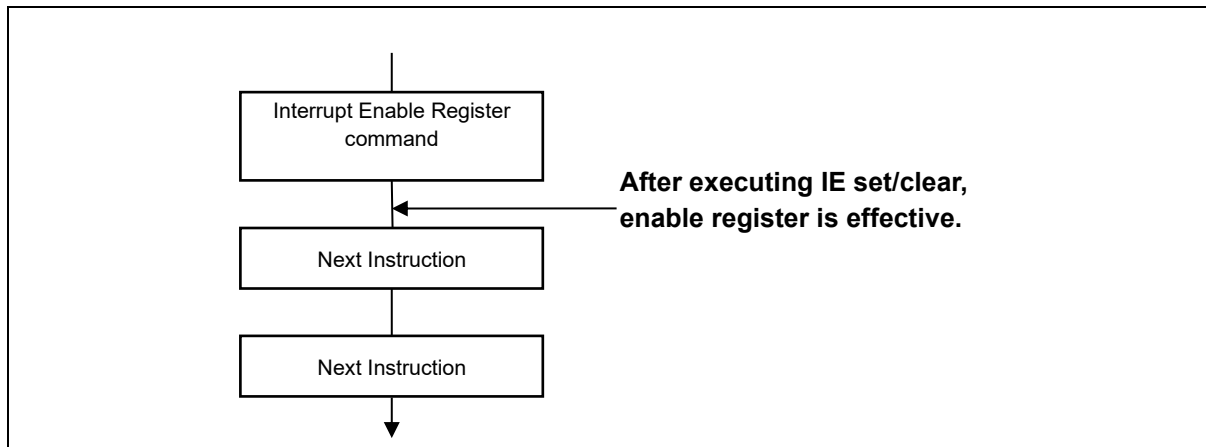 Interrupt Enable Register
command
After executing IE set/clear,
enable register is effective.
Next Instruction
Next Instruction